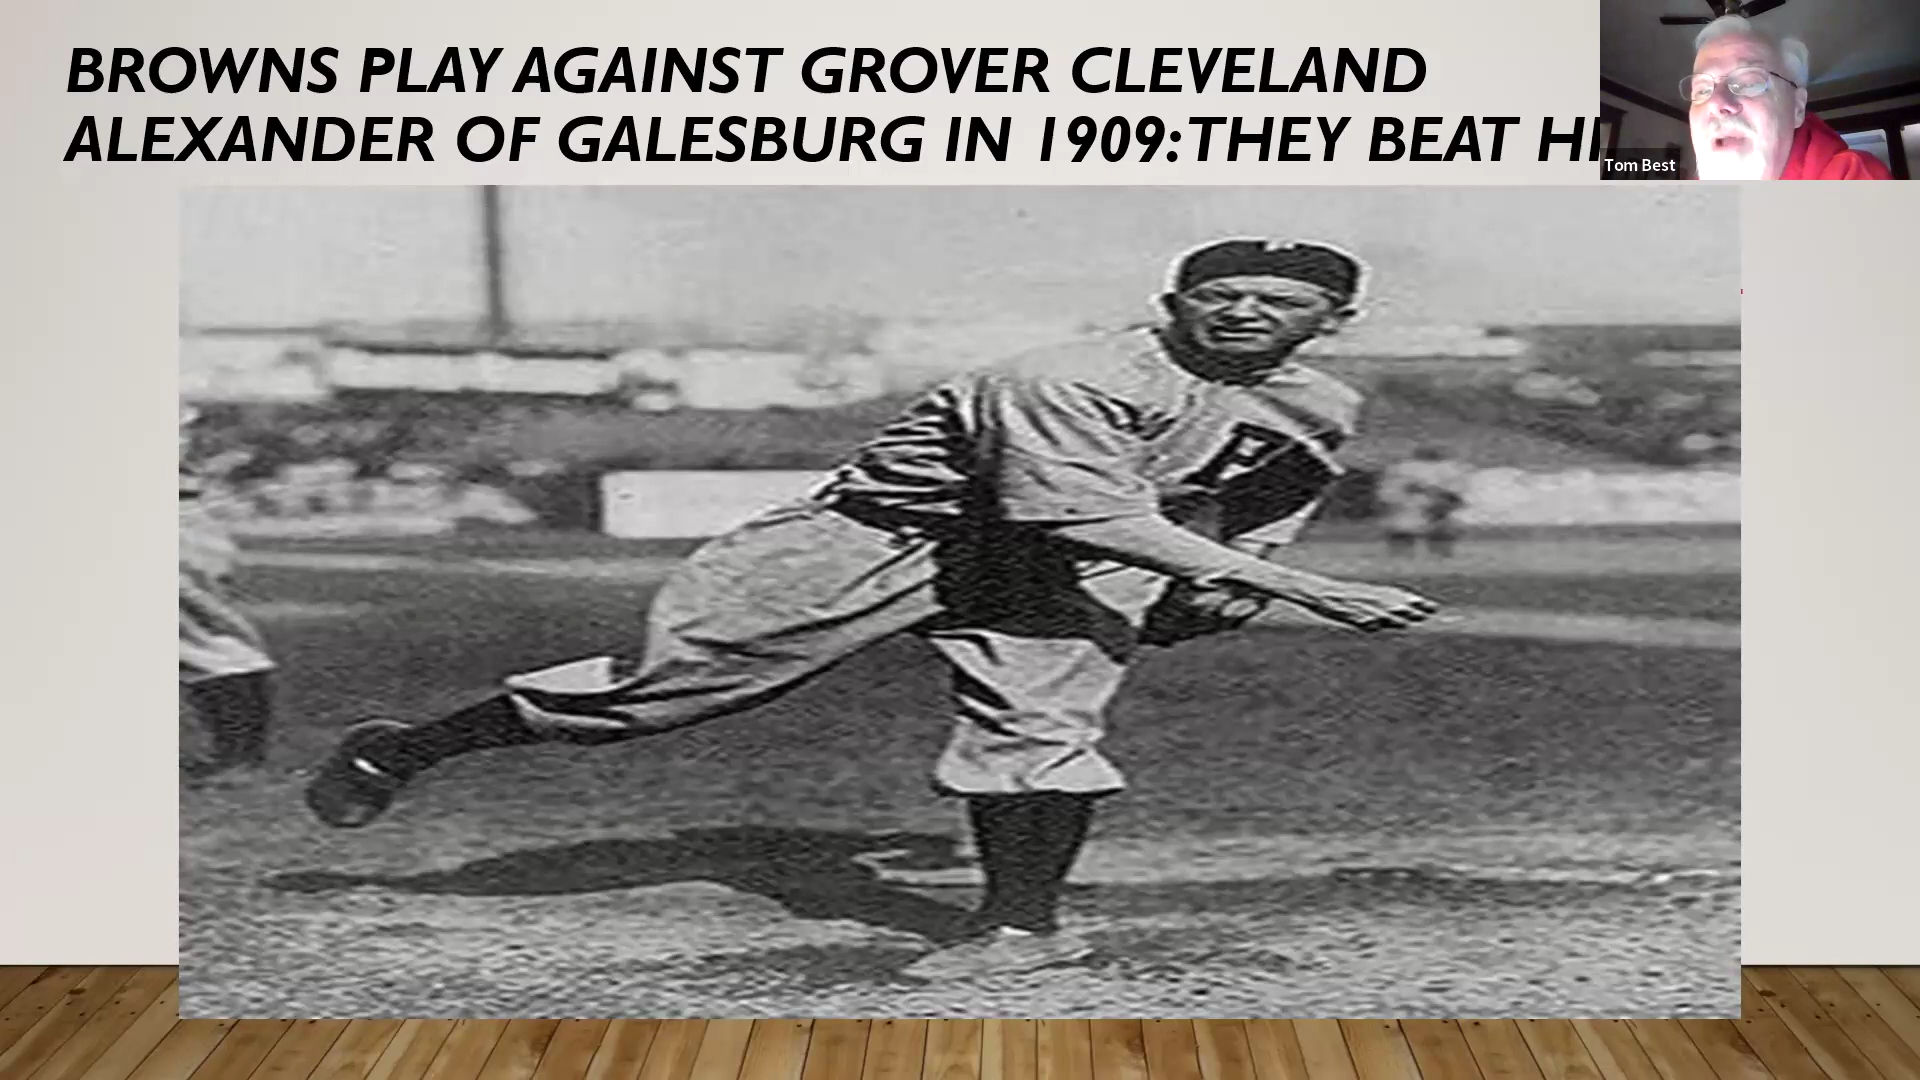 BROWNS PLAY AGAINST GROVER CLEVELAND
ALEXANDER OF GALESBURG IN 1909: THEY BEAT
Tom Best
P